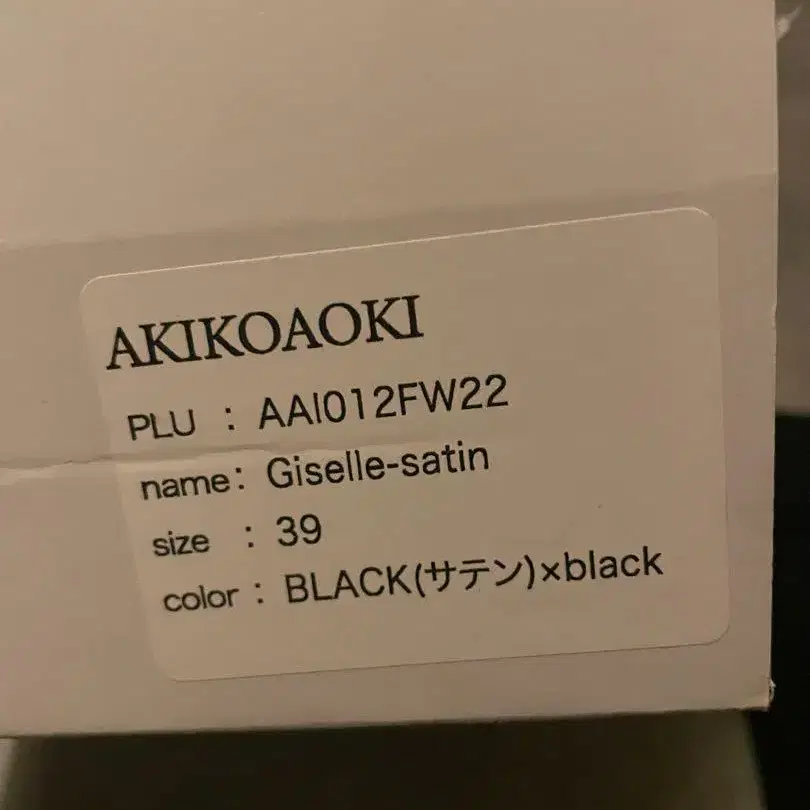 AKIKOAOKI
PLU : AAI012FW22
name: Giselle-satin
size : 39
color : BLACK(サテン)×black